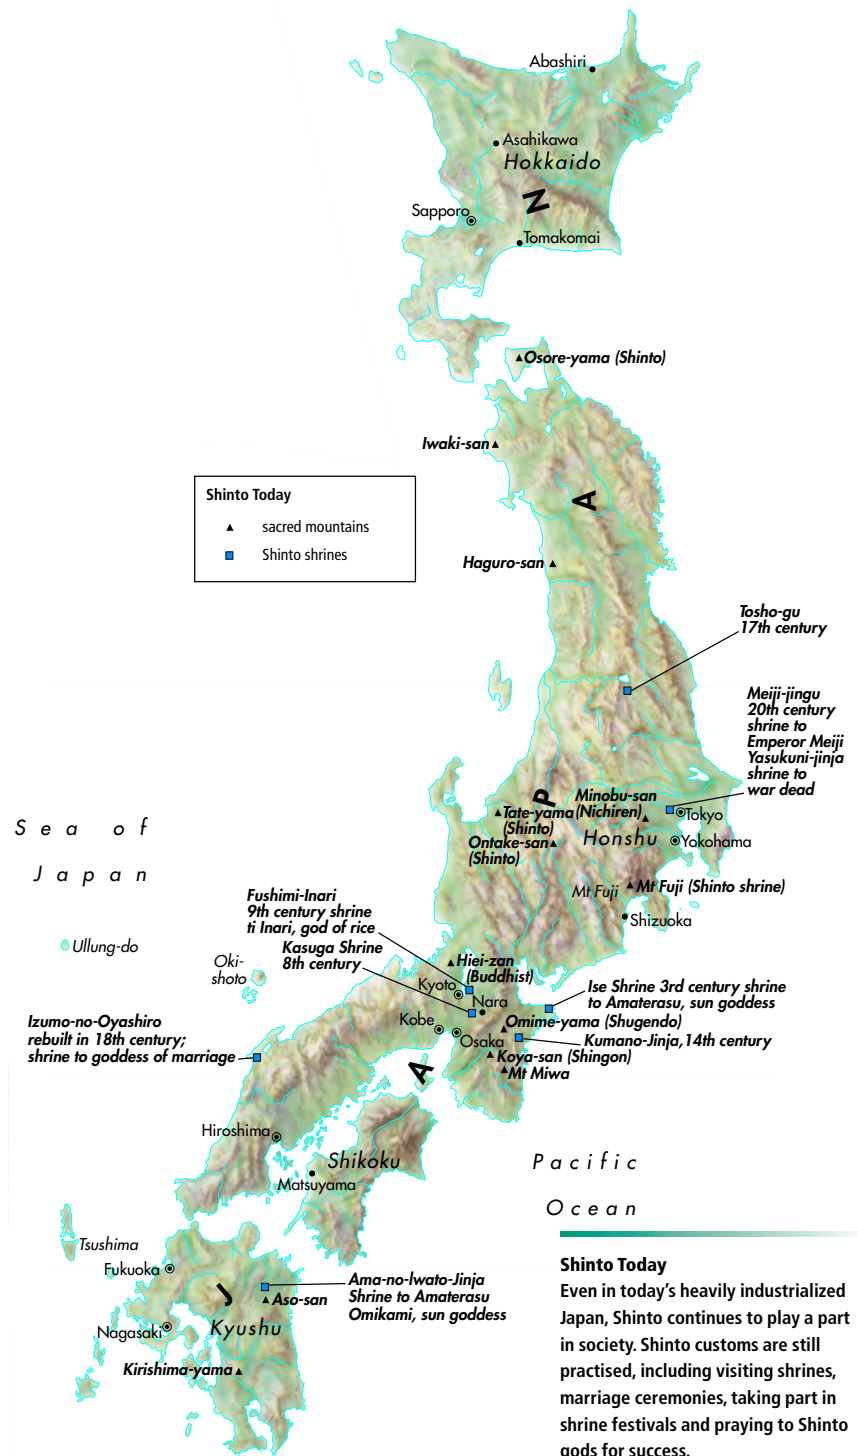 Abashiri
Asahikawa
Hokkaido
N
Sapporo
Tomakomai
Osore-yama (Shinto)
Iwaki-san
A
Shinto Today
sacred mountains
Shinto shrines
Haguro-san
Tosho-gu
17th century
Meiji-jingu
20th century
shrine to
Emperor Meiji
Yasukuni-jinja
shrine to
war dead
P
Minobu-san
(Nichiren)
Tate-yama
(Shinto)
Tokyo
Ontake-san
(Shinto)
Honshu
Yokohama
Sea of
Japan
Mt Fuji
Mt Fuji (Shinto shrine)
Shizuoka
Fushimi-Inari
9th century shrine
ti Inari, god of rice
Kasuga Shrine
8th century
Ullung-do
Oki-
shoto
Hiei-zan
(Buddhist)
Kyoto
Nara
Ise Shrine 3rd century shrine
to Amaterasu, sun goddess
Kobe
Osaka
Omime-yama (Shugendo)
Kumano-Jinja, 14th century
Koya-san (Shingon)
Mt Miwa
Izumo-no-Oyashiro
rebuilt in 18th century;
shrine to goddess of marriage
A
Hiroshima
Shikoku
Matsuyama
Pacific
Ocean
Tsushima
Fukuoka
J
Ama-no-Iwato-Jinja
Shrine to Amaterasu
Omikami, sun goddess
Aso-san
Nagasaki
Kyushu
Kirishima-yama
Shinto Today
Even in today's heavily industrialized
Japan, Shinto continues to play a part
in society. Shinto customs are still
practised, including visiting shrines,
marriage ceremonies, taking part in
shrine festivals and praying to Shinto
gods for success.